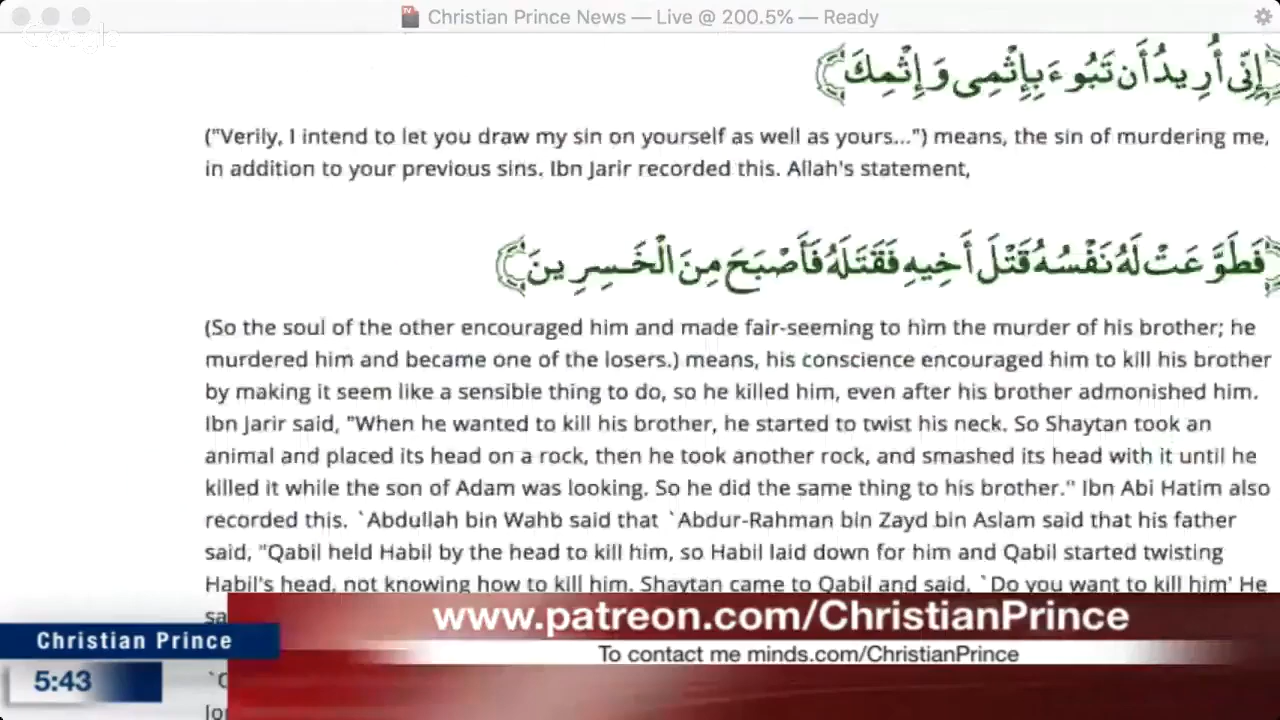 Christian Prince News — Live @ 200.5% — Ready
Google
إِنِّى أُرِيدُ أَن تَبُوءَ بِإِثْمِى وَإِثْمِكَ
("Verily, I intend to let you draw my sin on yourself as well as yours...") means, the sin of murdering me,
in addition to your previous sins. Ibn Jarir recorded this. Allah's statement,
فَطَوَّعَتْ لَهُ نَفْسُهُ قَتْلَ أَخِيهِ فَقَتَلَهُ فَأَصْبَحَ مِنَ الْخَـسِرِينَ
(So the soul of the other encouraged him and made fair-seeming to him the murder of his brother; he
murdered him and became one of the losers.) means, his conscience encouraged him to kill his brother
by making it seem like a sensible thing to do, so he killed him, even after his brother admonished him.
Ibn Jarir said, "When he wanted to kill his brother, he started to twist his neck. So Shaytan took an
animal and placed its head on a rock, then he took another rock, and smashed its head with it until he
killed it while the son of Adam was looking. So he did the same thing to his brother." Ibn Abi Hatim also
recorded this. `Abdullah bin Wahb said that `Abdur-Rahman bin Zayd bin Aslam said that his father
said, "Qabil held Habil by the head to kill him, so Habil laid down for him and Qabil started twisting
Habil's head, not knowing how to kill him. Shaytan came to Qabil and said, `Do you want to kill him' He
www.patreon.com/ChristianPrince
Christian Prince
To contact me minds.com/ChristianPrince
5:43